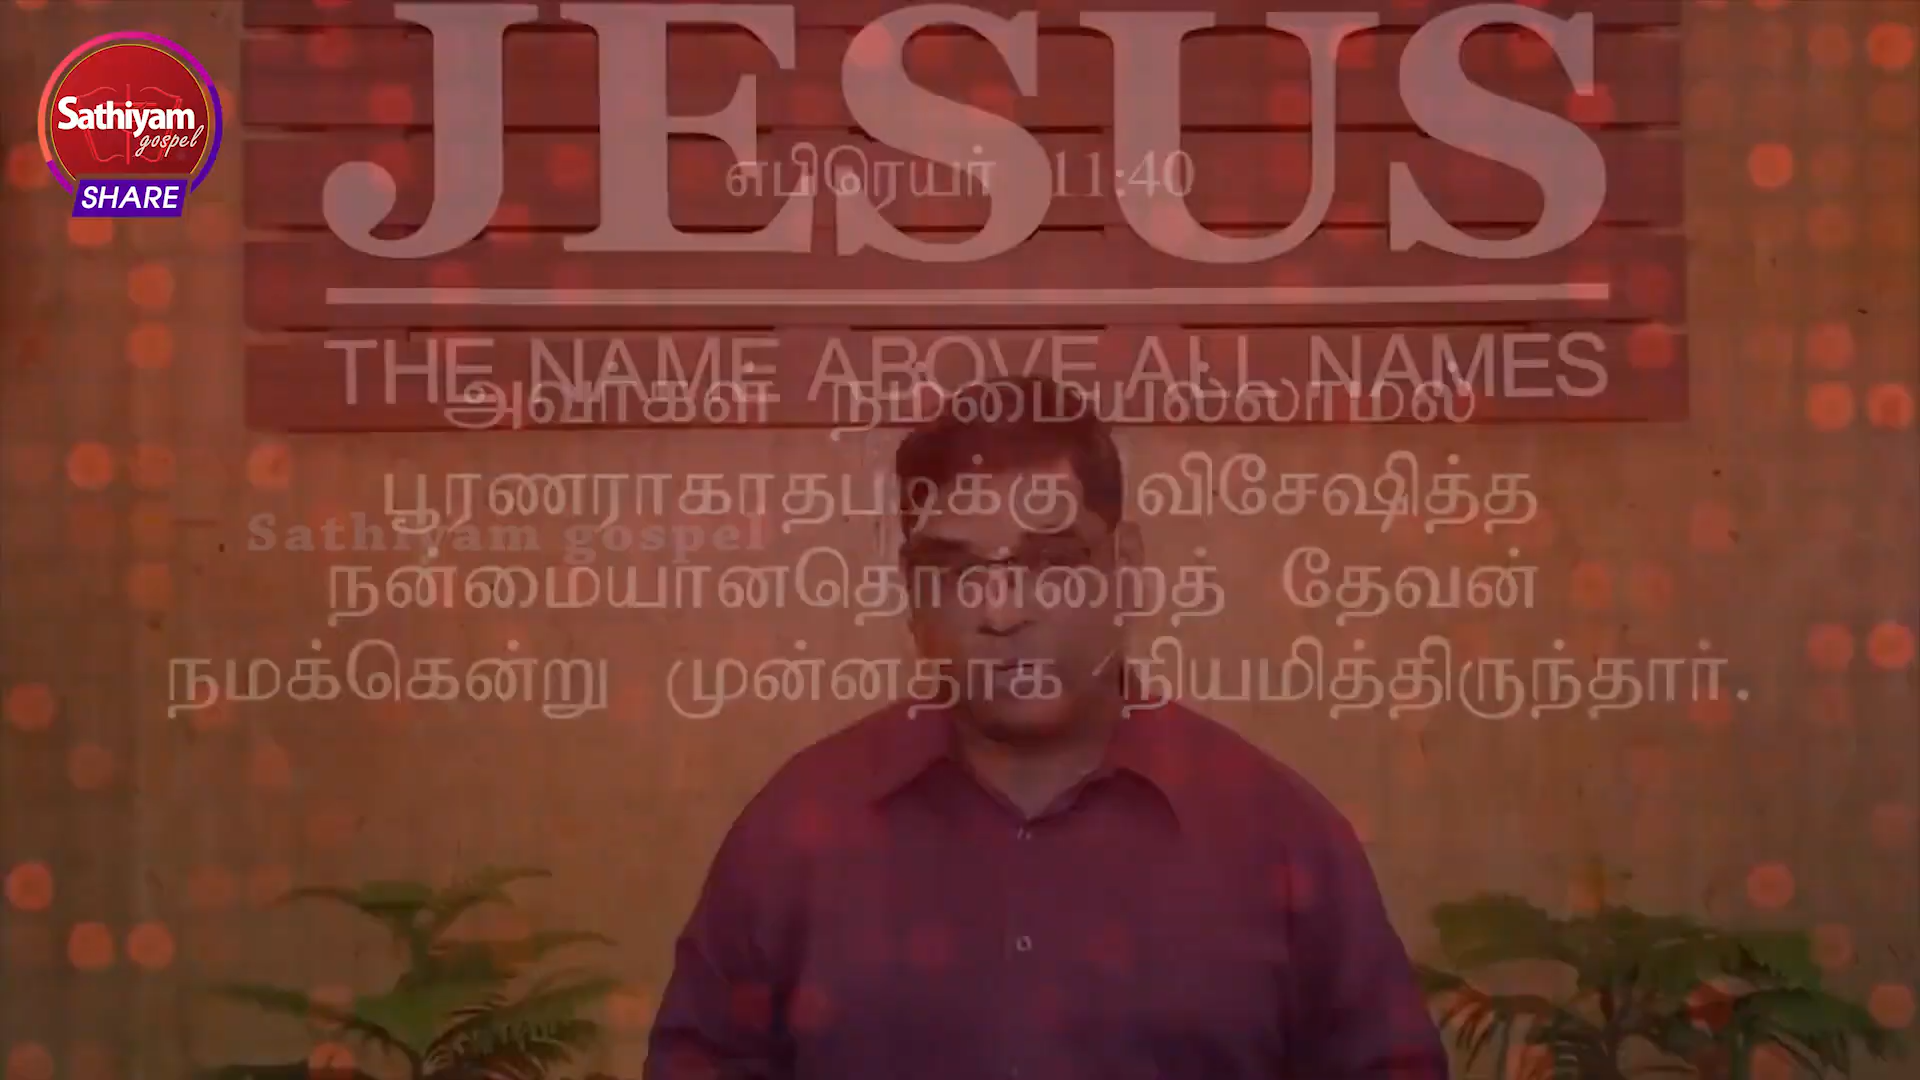 Sathiyam
gospel
SHARE
JESUS
எபிரெயர் 11:40
THE NAME ABOVE ALL NAMES
அவர்கள் நம்மையல்லாமல்
பூரணராகாதபடிக்கு விசேஷித்த
Sathiyam gospel
நன்மையானதொன்றைத் தேவன்
நமக்கென்று முன்னதாக நியமித்திருந்தார்.